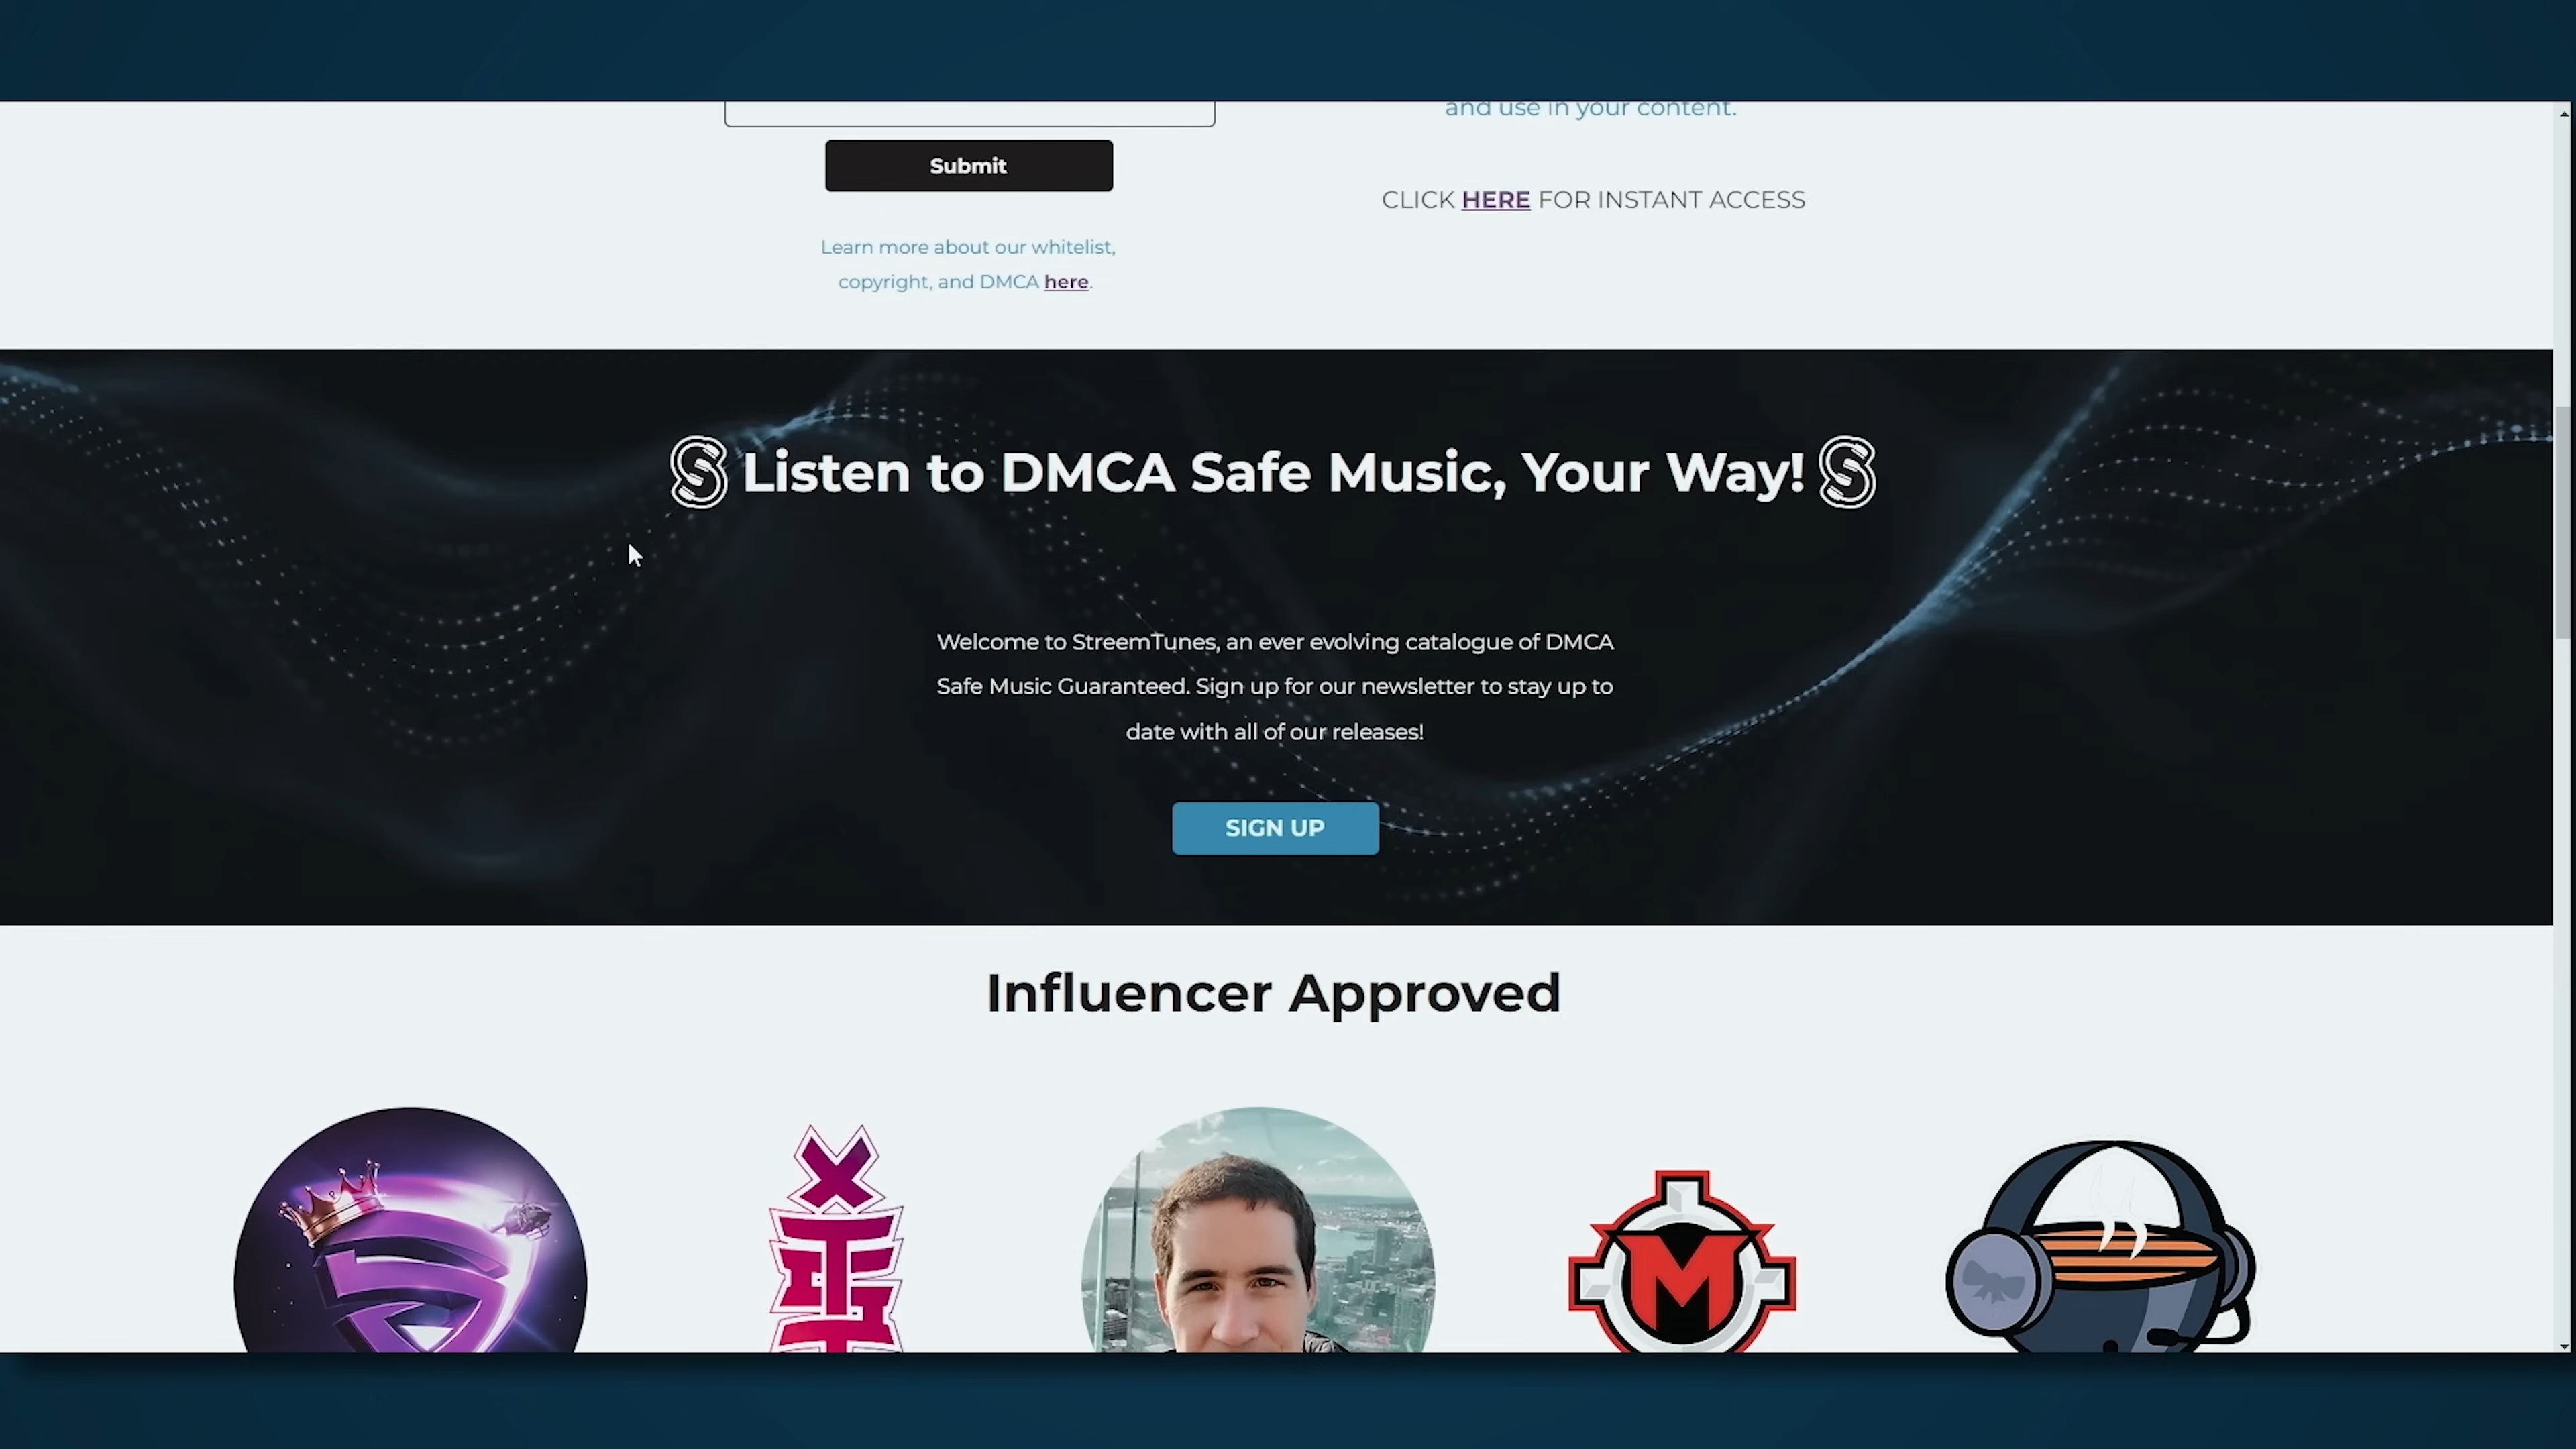 and use in your content.
Submit
CLICK HERE FOR INSTANT ACCESS
Learn more about our whitelist,
copyright, and DMCA here.
Listen to DMCA Safe Music, Your Way!
Welcome to StreemTunes, an ever evolving catalogue of DMCA
Safe Music Guaranteed. Sign up for our newsletter to stay up to
date with all of our releases!
SIGN UP
Influencer Approved
M